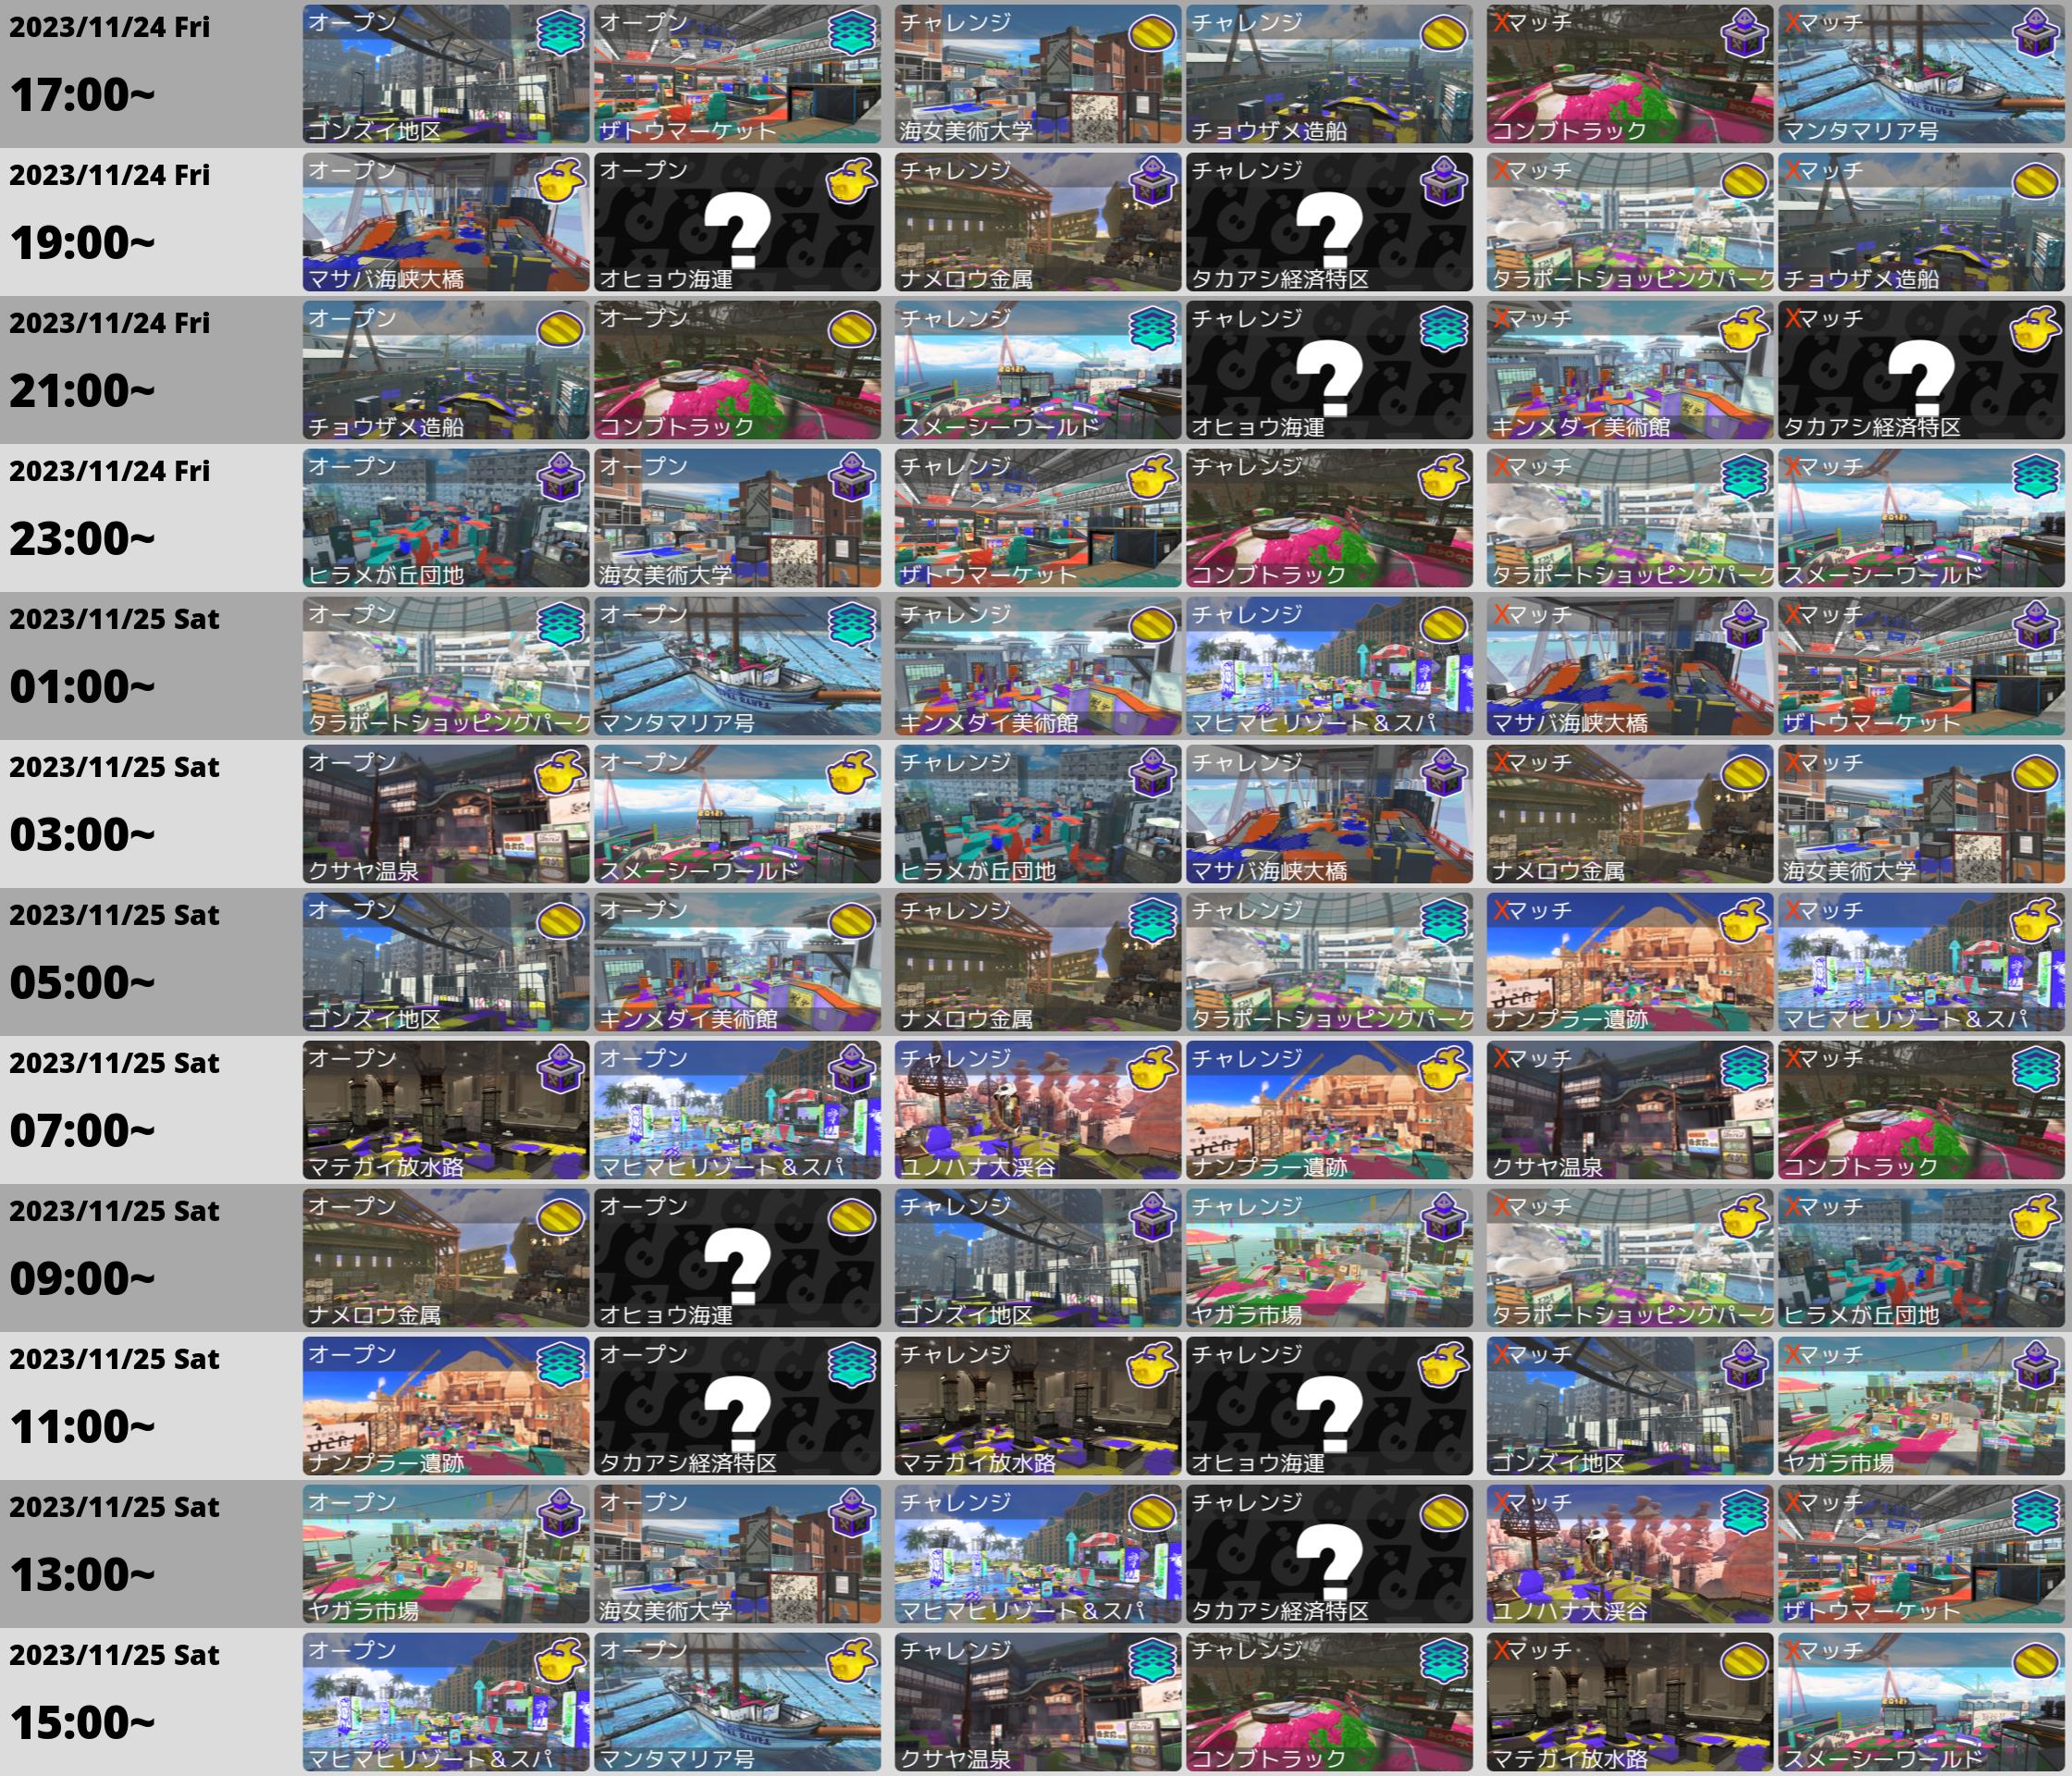 2023/11/24 Fri
17:00~
オープン オープン チャレンジ チャレンジ Xマッチ Xマッチ
ゴンズイ地区 ザトウマーケット 海女美術大学 チョウザメ造船 コンブトラック マンタマリア号
2023/11/24 Fri
19:00~
オープン オープン チャレンジ チャレンジ Xマッチ Xマッチ
?
?
マサバ海峡大橋 オヒョウ海運 ナメロウ金属 タカアシ経済特区 タラポートショッピングパーク チョウザメ造船
2023/11/24 Fri
21:00~
オープン オープン チャレンジ チャレンジ Xマッチ Xマッチ
?
?
チョウザメ造船 コンブトラック スメーシーワールド オヒョウ海運 キンメダイ美術館 タカアシ経済特区
2023/11/24 Fri
23:00~
オープン オープン チャレンジ チャレンジ Xマッチ Xマッチ
ヒラメが丘団地 海女美術大学 ザトウマーケット コンブトラック タラポートショッピングパーク スメーシーワールド
2023/11/25 Sat
01:00~
オープン オープン チャレンジ チャレンジ Xマッチ Xマッチ
タラポートショッピングパーク マンタマリア号 キンメダイ美術館 マヒマヒリゾート&スパ マサバ海峡大橋 ザトウマーケット
2023/11/25 Sat
03:00~
オープン オープン チャレンジ チャレンジ Xマッチ Xマッチ
クサヤ温泉 スメーシーワールド ヒラメが丘団地 マサバ海峡大橋 ナメロウ金属 海女美術大学
2023/11/25 Sat
05:00~
オープン オープン チャレンジ チャレンジ Xマッチ Xマッチ
ゴンズイ地区 キンメダイ美術館 ナメロウ金属 タラポートショッピングパーク ナンプラー遺跡 マヒマヒリゾート&スパ
2023/11/25 Sat
07:00~
オープン オープン チャレンジ チャレンジ Xマッチ Xマッチ
マテガイ放水路 マヒマヒリゾート&スパ ユノハナ大渓谷 ナンプラー遺跡 クサヤ温泉 コンブトラック
2023/11/25 Sat
09:00~
オープン オープン チャレンジ チャレンジ Xマッチ Xマッチ
?
ナメロウ金属 オヒョウ海運 ゴンズイ地区 ヤガラ市場 タラポートショッピングパーク ヒラメが丘団地
2023/11/25 Sat
11:00~
オープン オープン チャレンジ チャレンジ Xマッチ Xマッチ
?
?
ナンプラー遺跡 タカアシ経済特区 マテガイ放水路 オヒョウ海運 ゴンズイ地区 ヤガラ市場
2023/11/25 Sat
13:00~
オープン オープン チャレンジ チャレンジ Xマッチ Xマッチ
?
ヤガラ市場 海女美術大学 マヒマヒリゾート&スパ タカアシ経済特区 ユノハナ大渓谷 ザトウマーケット
2023/11/25 Sat
15:00~
オープン オープン チャレンジ チャレンジ Xマッチ Xマッチ
マヒマヒリゾート&スパ マンタマリア号 クサヤ温泉 コンブトラック マテガイ放水路 スメーシーワールド